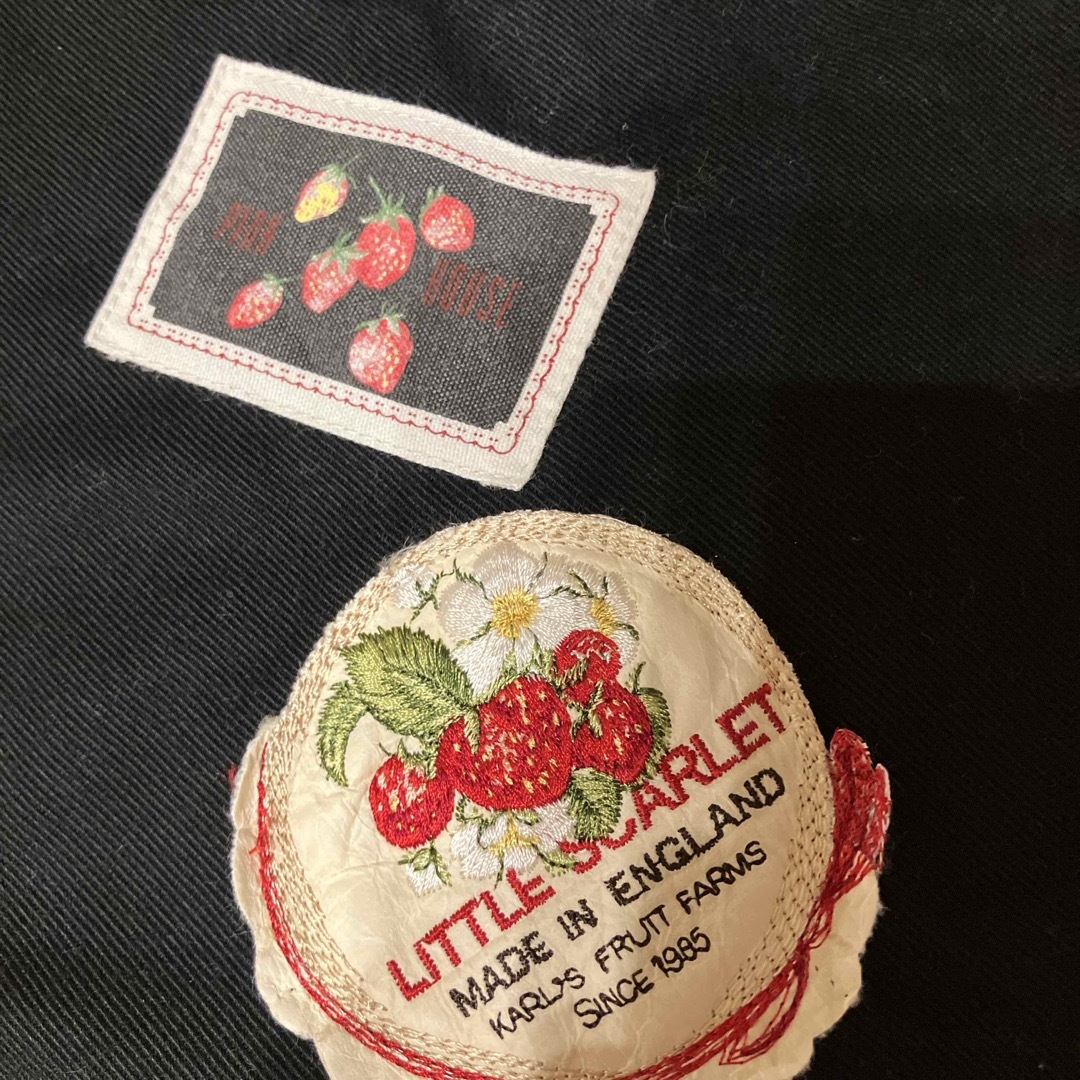 PINK
HOUSE
LITTLE SCARLET
MADE IN ENGLAND
KARL'S FRUIT FARMS
SINCE 1985